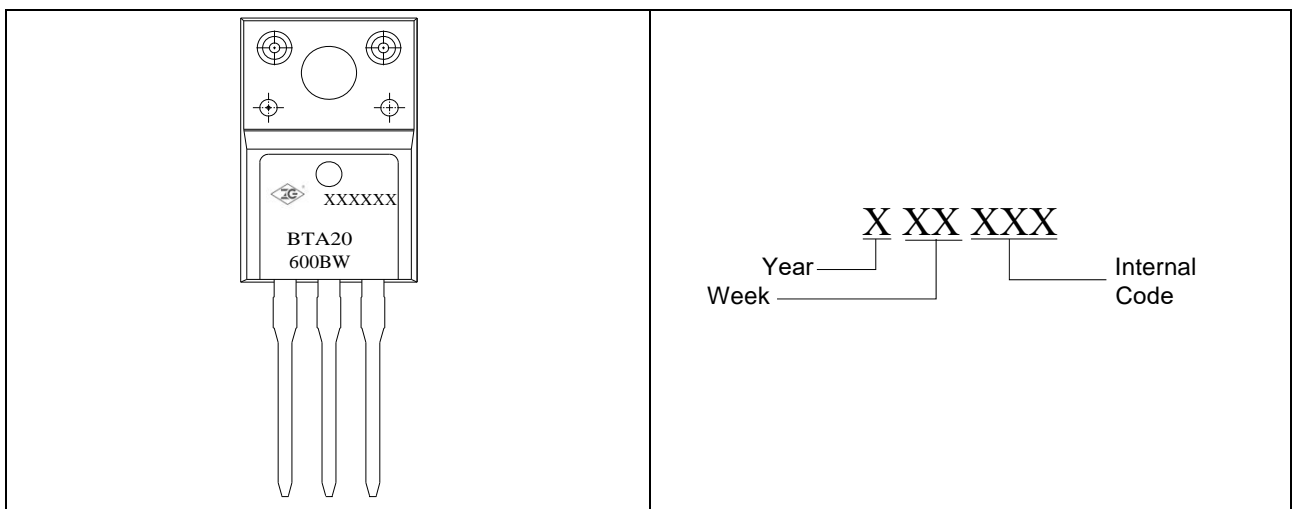 XXXXXX
BTA20
600BW
X XX XXX
Year
Week
Internal
Code